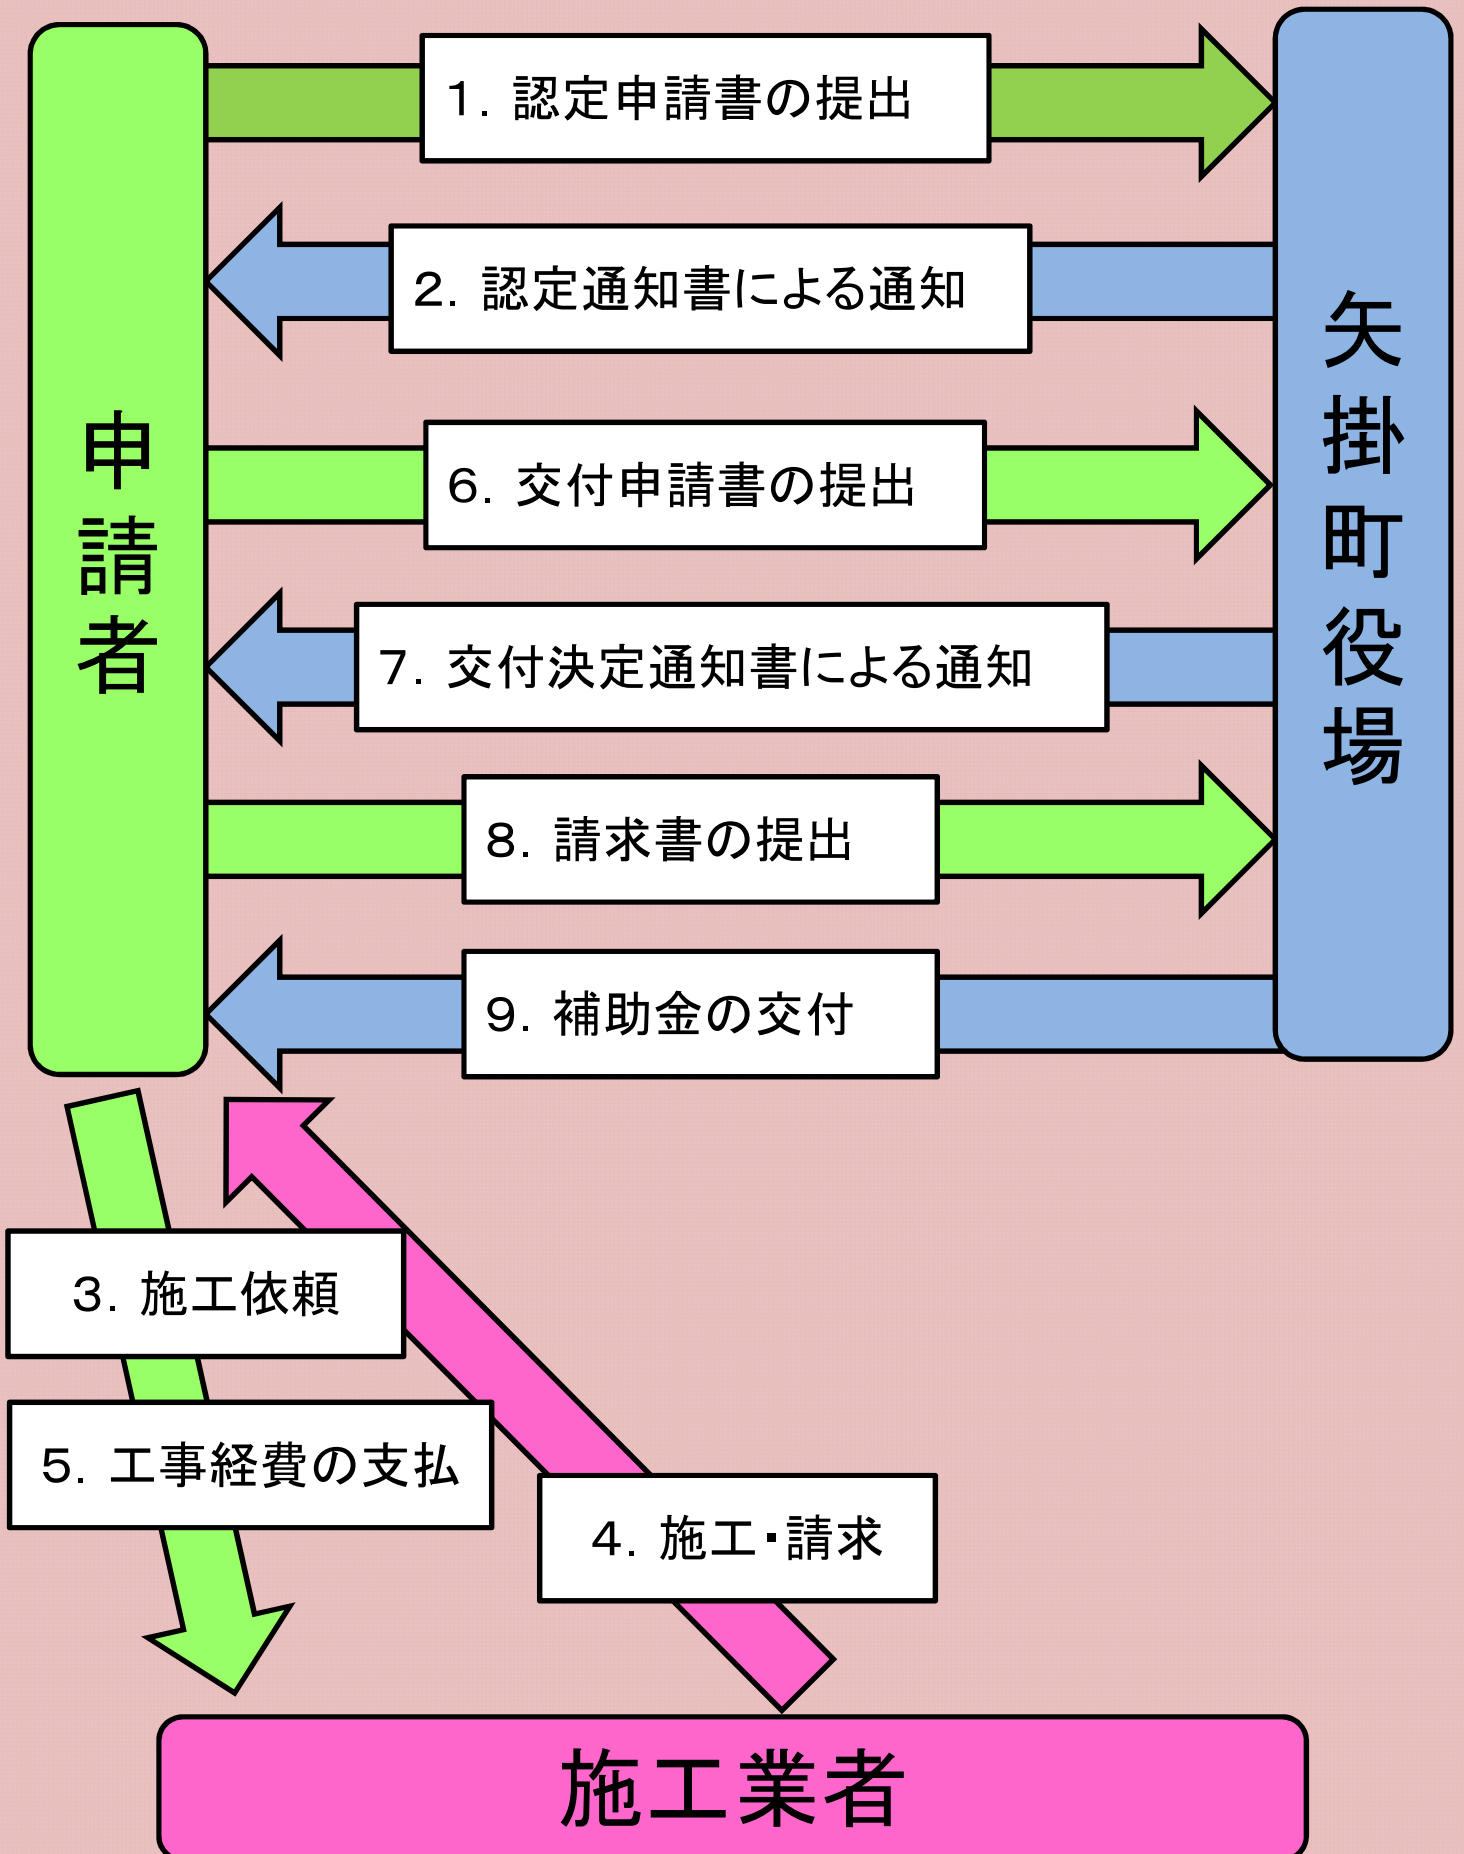 1．認定申請書の提出
2．認定通知書による通知
6．交付申請書の提出
7．交付決定通知書による通知
8．請求書の提出
9．補助金の交付
申請者
矢掛町役場
3．施工依頼
5．工事経費の支払
4．施工・請求
施工業者